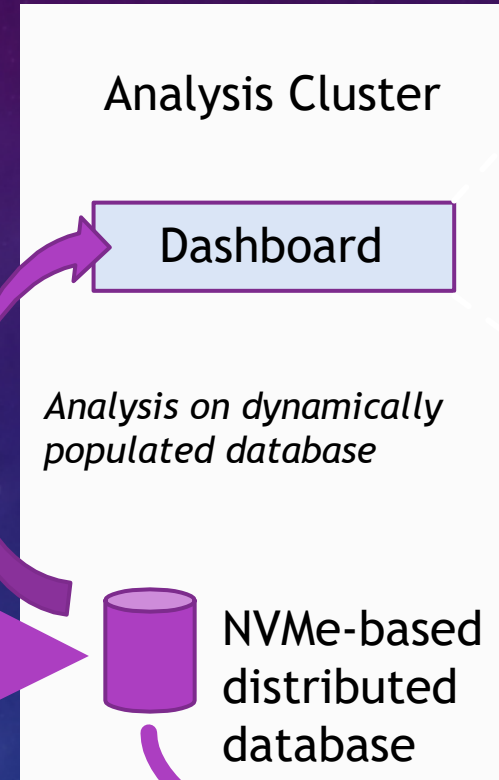 Analysis Cluster
Dashboard
Analysis on dynamically
populated database
NVMe-based
distributed
database